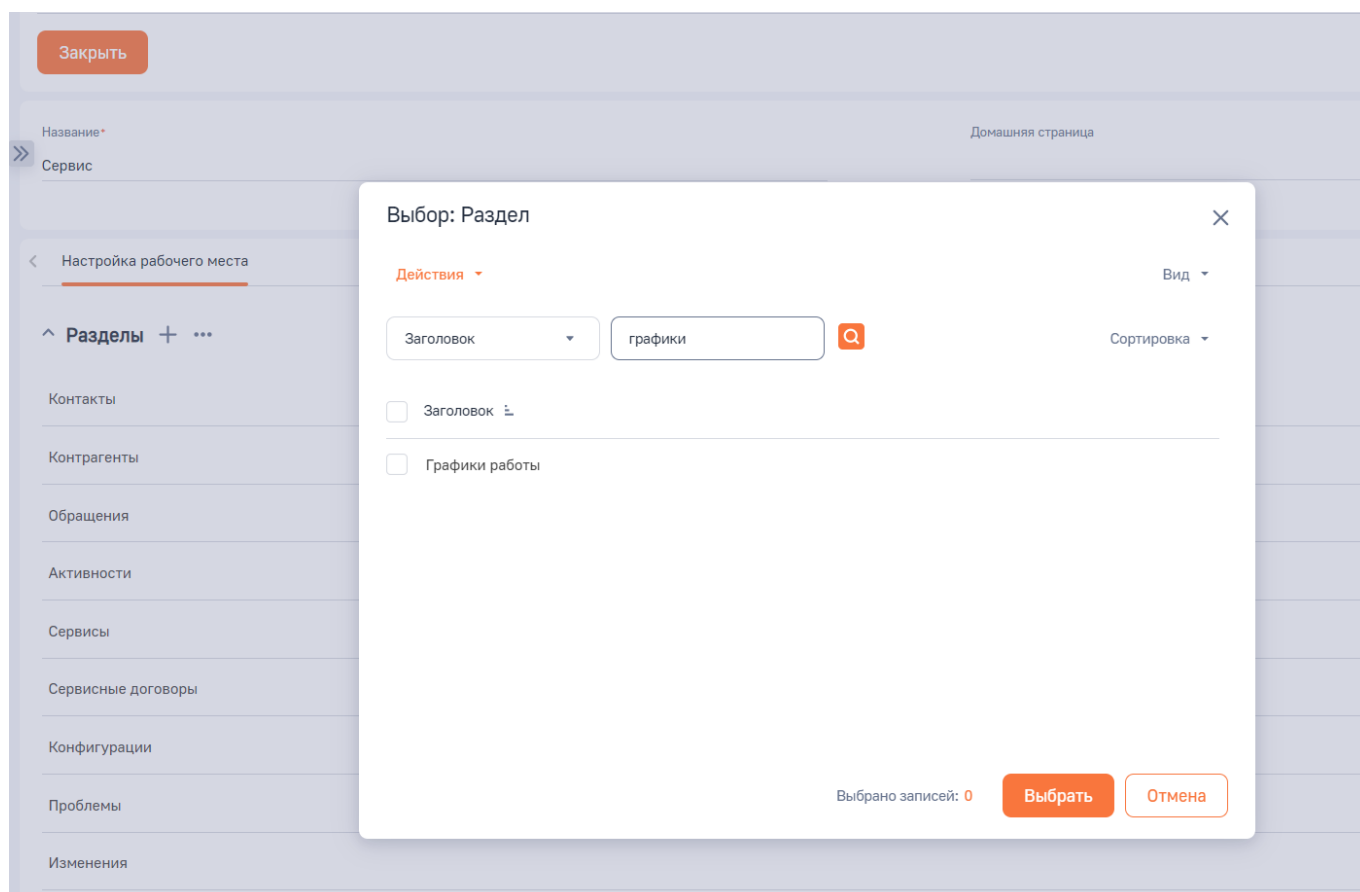 Закрыть
Название*
Домашняя страница
Сервис
Выбор: Раздел
Настройка рабочего места
Действия
Вид
Разделы
Заголовок
графики
Сортировка
Контакты
Заголовок
Контрагенты
Графики работы
Обращения
Активности
Сервисы
Сервисные договоры
Конфигурации
Выбрано записей: 0
Выбрать
Отмена
Проблемы
Изменения